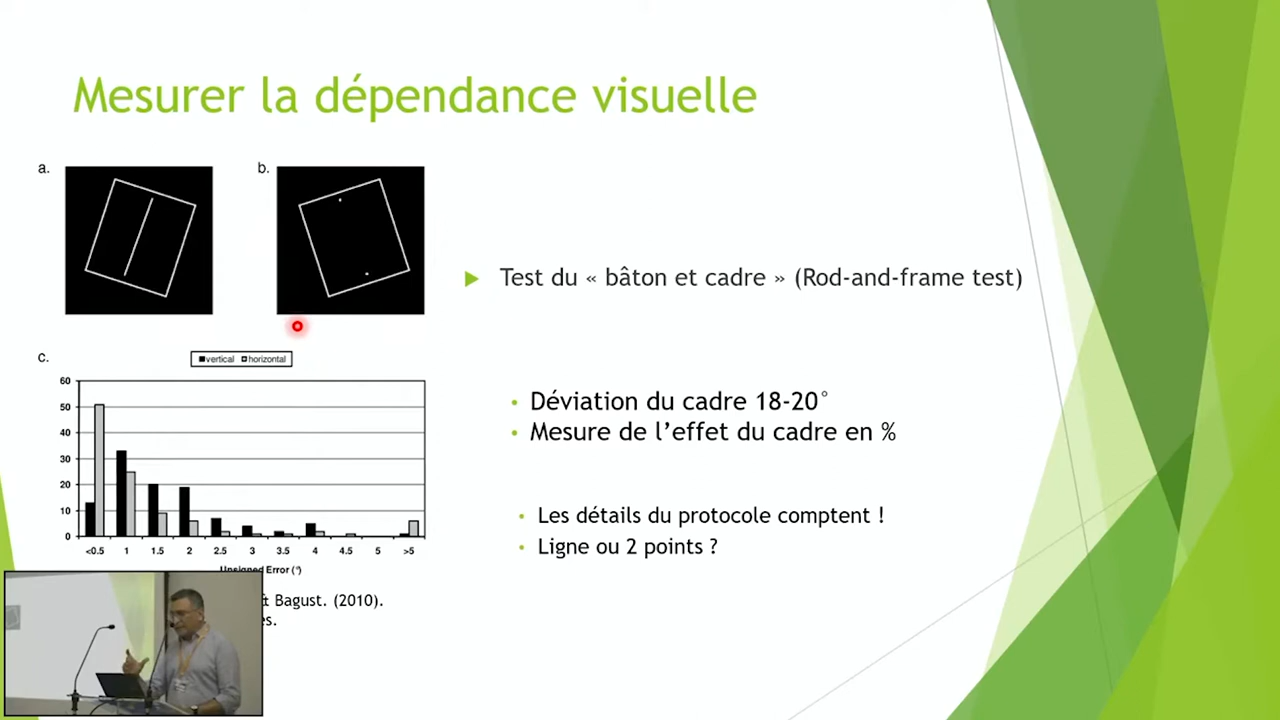 Mesurer la dépendance visuelle
a.
b.
Test du « bâton et cadre » (Rod-and-frame test)
c.
vertical horizontal
60
50
40
30
20
10
0
<0.5 1 1.5 2 2.5 3 3.5 4 4.5 5 >5
Unsigned Error (°)
Déviation du cadre 18-20°
Mesure de l'effet du cadre en %
Les détails du protocole comptent !
Ligne ou 2 points ?
& Bagust. (2010).